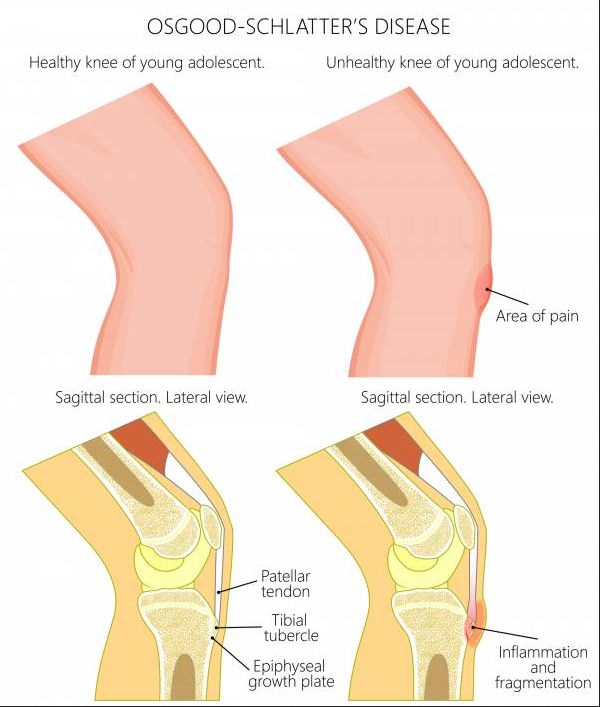 OSGOOD-SCHLATTER'S DISEASE
Healthy knee of young adolescent.
Unhealthy knee of young adolescent.
Area of pain
Sagittal section. Lateral view.
Sagittal section. Lateral view.
Patellar
tendon
Tibial
tubercle
Epiphyseal
growth plate
Inflammation
and
fragmentation